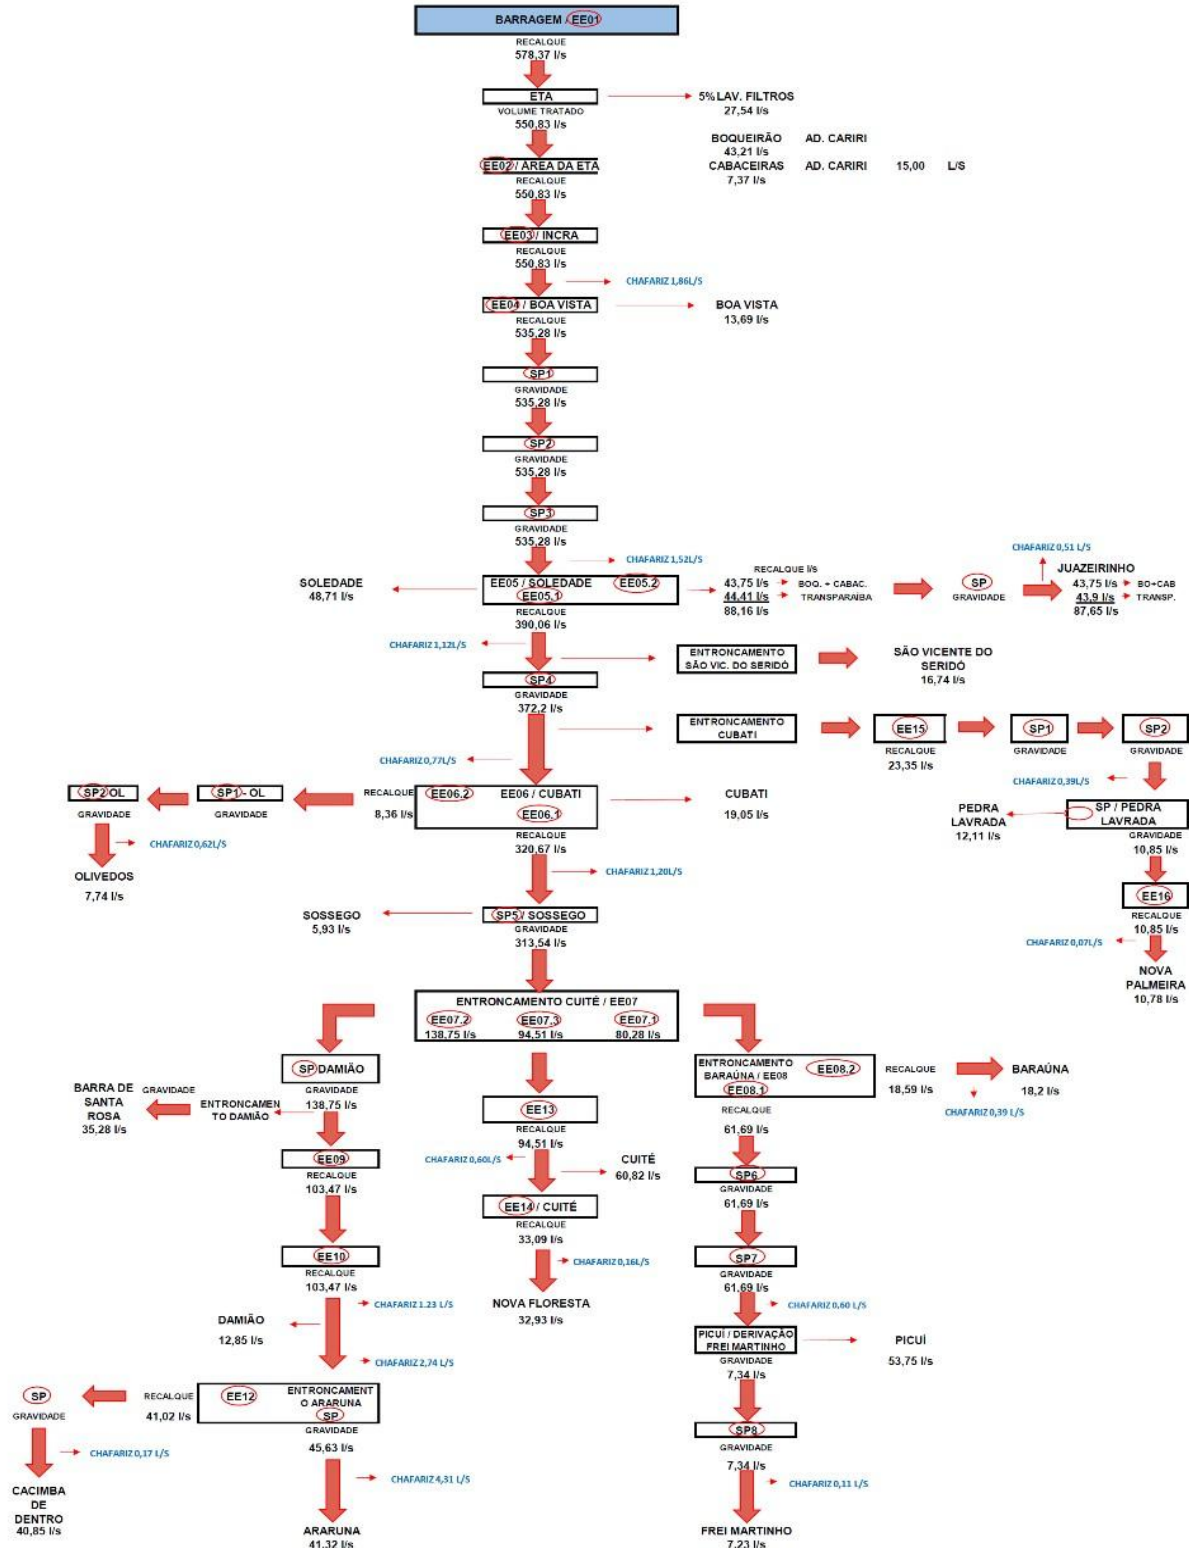 BARRAGEM / EE01
RECALQUE
578,37 l/s
ETA
VOLUME TRATADO
550,83 l/s
5% LAV. FILTROS
27,54 l/s
BOQUEIRÃO AD. CARIRI
43,21 l/s
CABACEIRAS AD. CARIRI 15,00 L/S
7,37 l/s
EE02 / ÁREA DA ETA
RECALQUE
550,83 l/s
EE03 / INCRA
RECALQUE
550,83 l/s
CHAFARIZ 1,86L/S
EE04 / BOA VISTA
RECALQUE
535,28 l/s
BOA VISTA
13,69 l/s
SP1
GRAVIDADE
535,28 l/s
SP2
GRAVIDADE
535,28 l/s
SP3
GRAVIDADE
535,28 l/s
CHAFARIZ 1,52L/S
SOLEDADE
48,71 l/s
EE05 / SOLEDADE EE05.2
EE05.1
RECALQUE
390,06 l/s
RECALQUE l/s
43,75 l/s BOQ. + CABAC.
44,41 l/s TRANSPARAÍBA
88,16 l/s
SP
GRAVIDADE
CHAFARIZ 0,51 L/S
JUAZEIRINHO
43,75 l/s BO+CAB
43,9 l/s TRANSP.
87,65 l/s
CHAFARIZ 1,12L/S
ENTRONCAMENTO
SÃO VIC. DO SERIDÓ
SÃO VICENTE DO
SERIDÓ
16,74 l/s
SP4
GRAVIDADE
372,2 l/s
ENTRONCAMENTO
CUBATI
EE15
RECALQUE
23,35 l/s
SP1
GRAVIDADE
SP2
GRAVIDADE
CHAFARIZ 0,77L/S
CHAFARIZ 0,39L/S
SP2 OL
GRAVIDADE
SP1 - OL
GRAVIDADE
RECALQUE
8,36 l/s
EE06.2 EE06 / CUBATI
EE06.1
RECALQUE
320,67 l/s
CUBATI
19,05 l/s
PEDRA
LAVRADA
12,11 l/s
SP / PEDRA
LAVRADA
GRAVIDADE
10,85 l/s
CHAFARIZ 0,62L/S
OLIVEDOS
7,74 l/s
CHAFARIZ 1,20L/S
EE16
RECALQUE
10,85 l/s
CHAFARIZ 0,07L/S
NOVA
PALMEIRA
10,78 l/s
SOSSEGO
5,93 l/s
SP5 / SOSSEGO
GRAVIDADE
313,54 l/s
ENTRONCAMENTO CUITÉ / EE07
EE07.2 EE07.3 EE07.1
138,75 l/s 94,51 l/s 80,28 l/s
SP DAMIÃO
GRAVIDADE
138,75 l/s
BARRA DE
SANTA
ROSA
35,28 l/s
GRAVIDADE
ENTRONCAMEN
TO DAMIÃO
EE13
RECALQUE
94,51 l/s
ENTRONCAMENTO
BARAÚNA / EE08 EE08.2
EE08.1
RECALQUE
61,69 l/s
RECALQUE
18,59 l/s
BARAÚNA
18,2 l/s
CHAFARIZ 0,39 L/S
EE09
RECALQUE
103,47 l/s
CHAFARIZ 0,60L/S
CUITÉ
60,82 l/s
SP6
GRAVIDADE
61,69 l/s
EE14 / CUITÉ
RECALQUE
33,09 l/s
EE10
RECALQUE
103,47 l/s
CHAFARIZ 0,16L/S
NOVA FLORESTA
32,93 l/s
SP7
GRAVIDADE
61,69 l/s
CHAFARIZ 0,60 L/S
CHAFARIZ 1.23 L/S
DAMIÃO
12,85 l/s
CHAFARIZ 2,74 L/S
PICUÍ / DERIVAÇÃO
FREI MARTINHO
GRAVIDADE
7,34 l/s
PICUÍ
53,75 l/s
SP
GRAVIDADE
RECALQUE
41,02 l/s
EE12
ENTRONCAMENT
O ARARUNA
SP
GRAVIDADE
45,63 l/s
SP8
GRAVIDADE
7,34 l/s
CHAFARIZ 0,17 L/S
CHAFARIZ 4,31 L/S
CHAFARIZ 0,11 L/S
CACIMBA
DE
DENTRO
40,85 l/s
ARARUNA
41,32 l/s
FREI MARTINHO
7,23 l/s